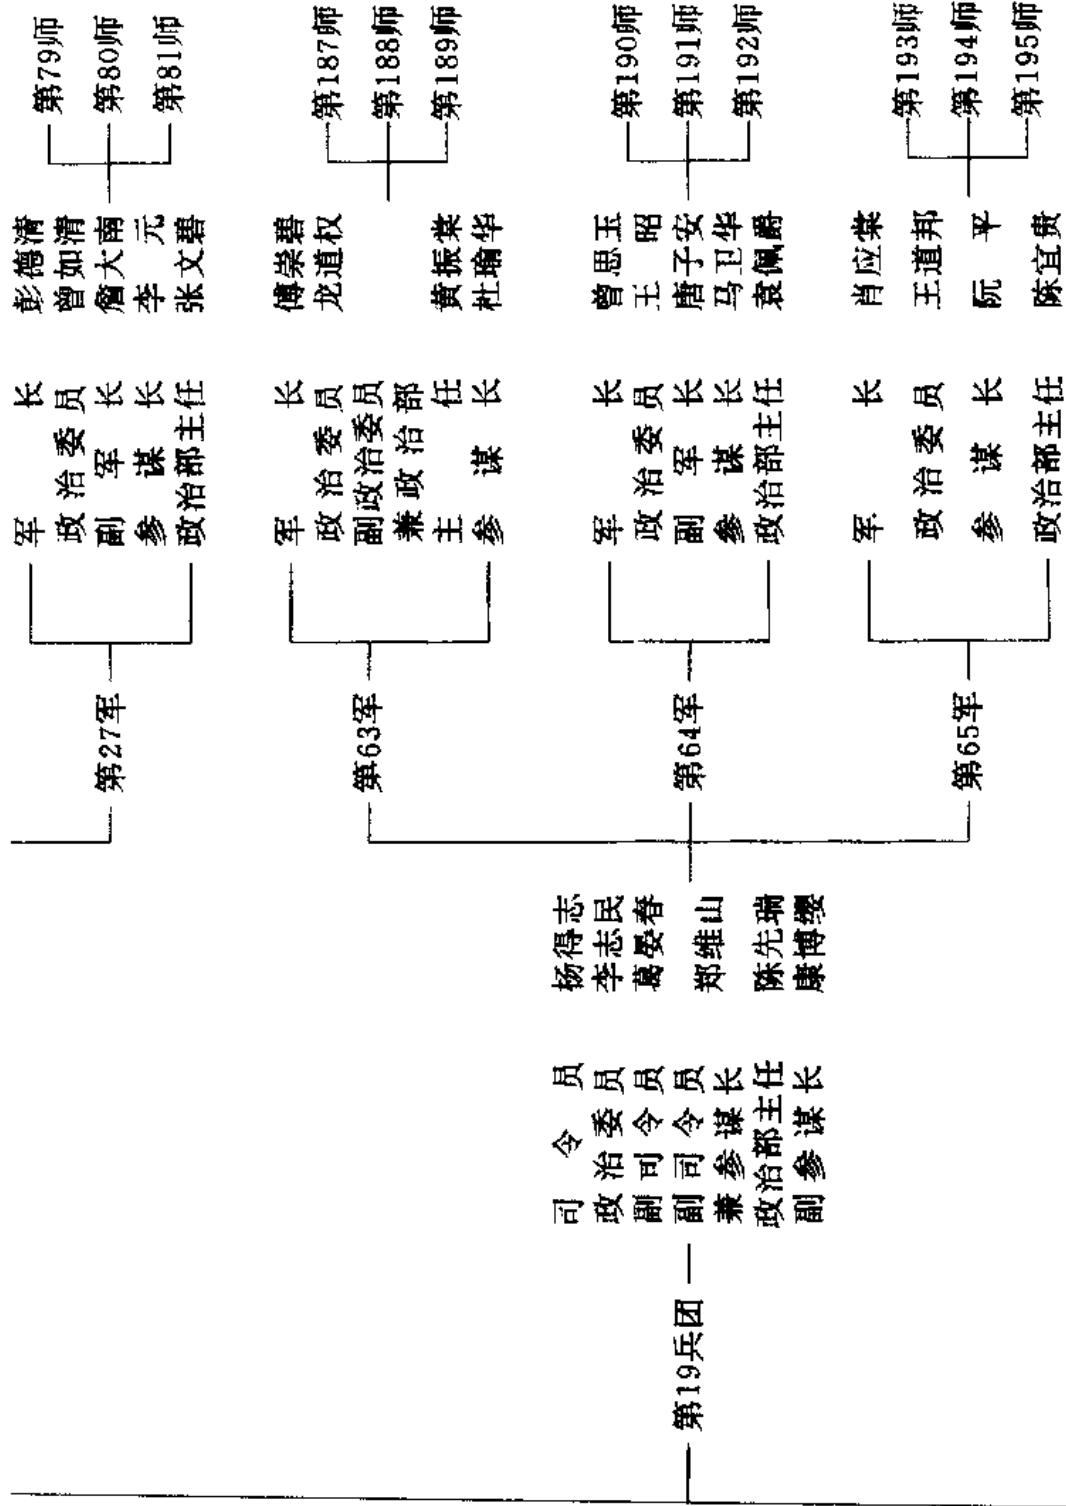 第27军
军长 彭德清
政治委员 曾如清
副军长 詹大南
参谋长 李元
政治部主任 张文碧
第79师
第80师
第81师
第19兵团
司令员 杨得志
政治委员 李志民
副司令员 葛晏春
副司令员
兼参谋长 郑维山
政治部主任 陈先瑞
副参谋长 康博缨
第63军
军长 傅崇碧
政治委员 龙道权
副政治委员
兼政治部
主任 黄振棠
参谋长 杜瑜华
第187师
第188师
第189师
第64军
军长 曾思玉
政治委员 王昭
副军长 唐子安
参谋长 马卫华
政治部主任 袁佩爵
第190师
第191师
第192师
第65军
军长 肖应棠
政治委员 王道邦
参谋长 阮平
政治部主任 陈宜贵
第193师
第194师
第195师